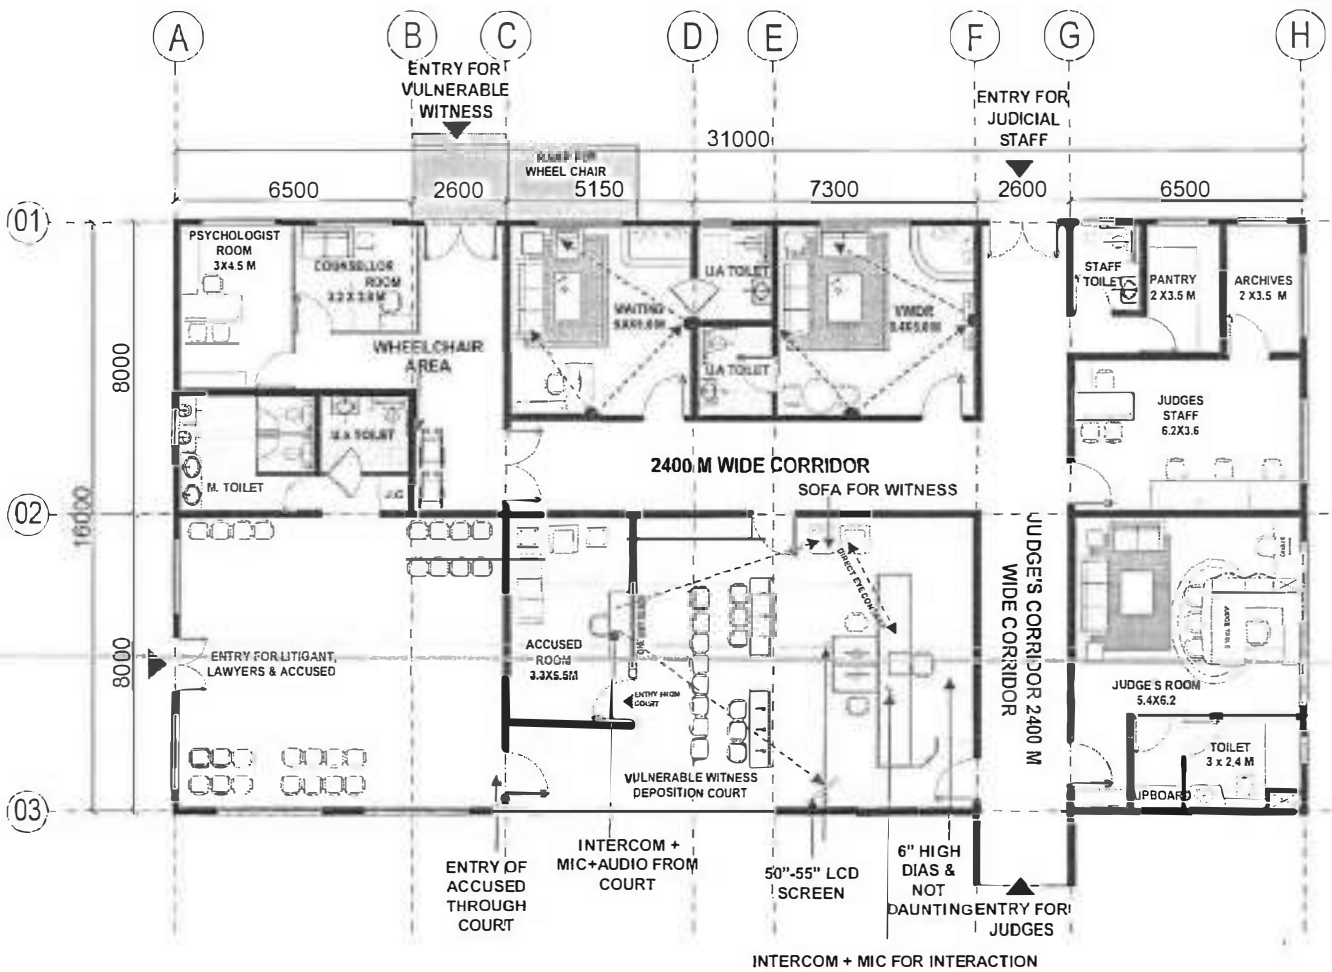 A B C D E F G H
ENTRY FOR
VULNERABLE
WITNESS
ENTRY FOR
JUDICIAL
STAFF
31000
RAMP FOR
WHEEL CHAIR
6500 2600 5150 7300 2600 6500
01
PSYCHOLOGIST
ROOM
3X4.5 M
COUNSELLOR
ROOM
WAITING
U.A TOILET
VWDR
STAFF
TOILET
PANTRY
2 X3.5 M
ARCHIVES
2 X3.5 M
WHEELCHAIR
AREA
U.A TOILET
8000
JUDGES
STAFF
6.2X3.6
U.A TOILET
M. TOILET
2400 M WIDE CORRIDOR
SOFA FOR WITNESS
02
16000
DIRECT EYE CONTACT
JUDGE'S CORRIDOR 2400 M
WIDE CORRIDOR
8000
ENTRY FOR LITIGANT,
LAWYERS & ACCUSED
ACCUSED
ROOM
3.3X5.5M
ENTRY FROM
COURT
JUDGE'S ROOM
5.4X6.2
TOILET
3 x 2.4 M
VULNERABLE WITNESS
DEPOSITION COURT
UPBOARD
03
ENTRY OF
ACCUSED
THROUGH
COURT
INTERCOM +
MIC+AUDIO FROM
COURT
50"-55" LCD
SCREEN
6" HIGH
DIAS &
NOT
DAUNTING
ENTRY FOR
JUDGES
INTERCOM + MIC FOR INTERACTION